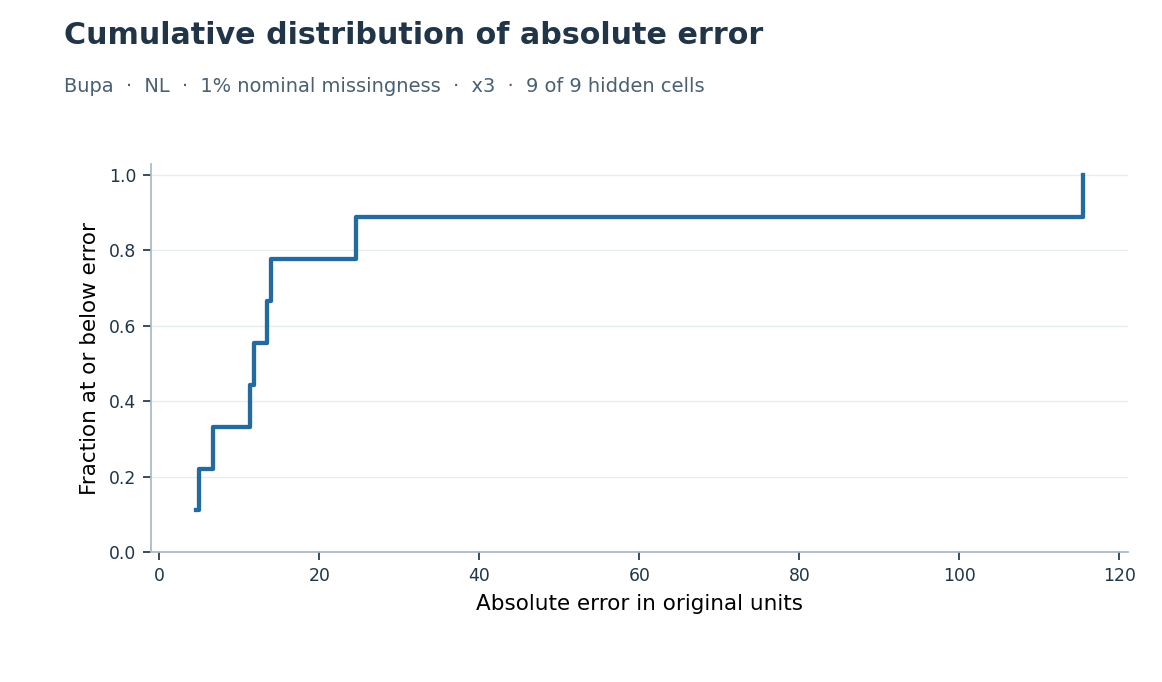 Cumulative distribution of absolute error
Bupa · NL · 1% nominal missingness · x3 · 9 of 9 hidden cells
Fraction at or below error
1.0
0.8
0.6
0.4
0.2
0.0
0 20 40 60 80 100 120
Absolute error in original units